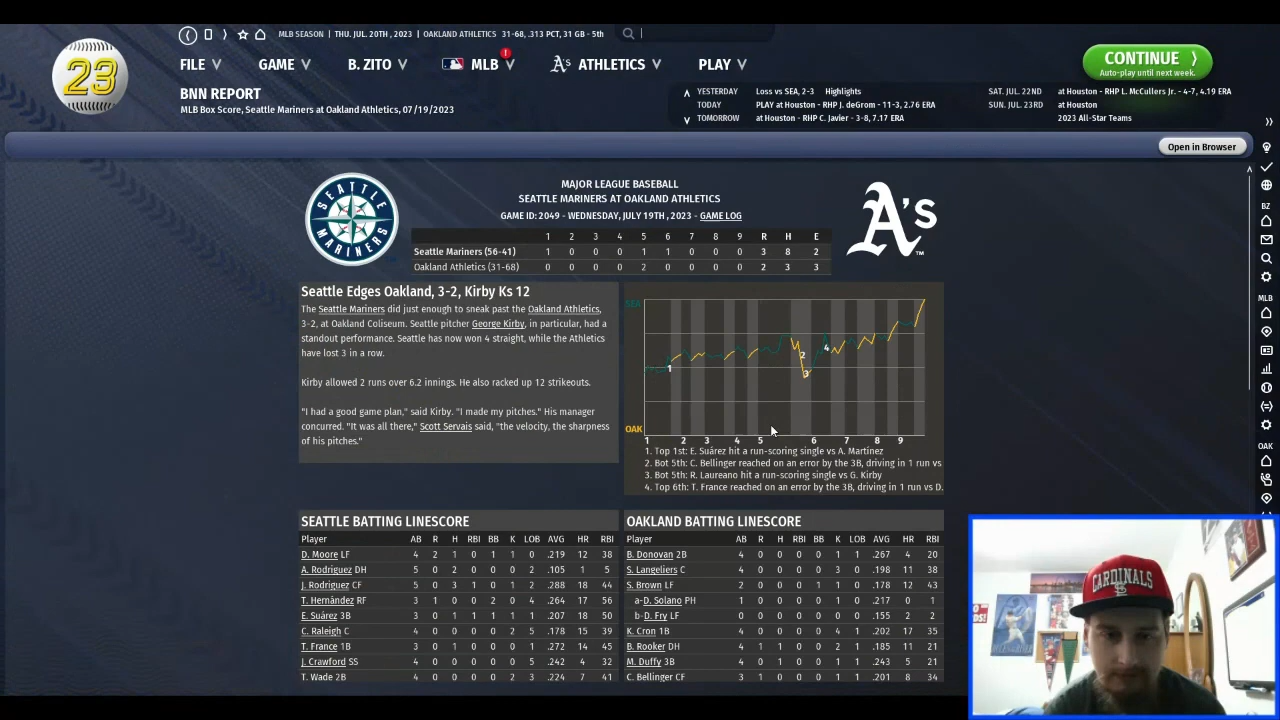 MLB SEASON | THU. JUL. 20TH , 2023 | OAKLAND ATHLETICS 31-68, .313 PCT, 31 GB - 5th
23
FILE GAME B. ZITO MLB ! A's ATHLETICS PLAY
CONTINUE
Auto-play until next week.
BNN REPORT
MLB Box Score, Seattle Mariners at Oakland Athletics, 07/19/2023
YESTERDAY Loss vs SEA, 2-3 Highlights SAT. JUL. 22ND at Houston - RHP L. McCullers Jr. - 4-7, 4.19 ERA
TODAY PLAY at Houston - RHP J. deGrom - 11-3, 2.76 ERA SUN. JUL. 23RD at Houston
TOMORROW at Houston - RHP C. Javier - 3-8, 7.17 ERA 2023 All-Star Teams
Open in Browser
SEATTLE MARINERS
MAJOR LEAGUE BASEBALL
SEATTLE MARINERS AT OAKLAND ATHLETICS
GAME ID: 2049 - WEDNESDAY, JULY 19TH , 2023 - GAME LOG
A's
1 2 3 4 5 6 7 8 9 R H E
Seattle Mariners (56-41) 1 0 0 0 1 1 0 0 0 3 8 2
Oakland Athletics (31-68) 0 0 0 0 2 0 0 0 0 2 3 3
Seattle Edges Oakland, 3-2, Kirby Ks 12
The Seattle Mariners did just enough to sneak past the Oakland Athletics,
3-2, at Oakland Coliseum. Seattle pitcher George Kirby, in particular, had a
standout performance. Seattle has now won 4 straight, while the Athletics
have lost 3 in a row.
Kirby allowed 2 runs over 6.2 innings. He also racked up 12 strikeouts.
"I had a good game plan," said Kirby. "I made my pitches." His manager
concurred. "It was all there," Scott Servais said, "the velocity, the sharpness
of his pitches."
SEA
1 2 3 4
OAK
1 2 3 4 5 6 7 8 9
1. Top 1st: E. Suárez hit a run-scoring single vs A. Martinez
2. Bot 5th: C. Bellinger reached on an error by the 3B, driving in 1 run vs
3. Bot 5th: R. Laureano hit a run-scoring single vs G. Kirby
4. Top 6th: T. France reached on an error by the 3B, driving in 1 run vs D.
SEATTLE BATTING LINESCORE
Player AB R H RBI BB K LOB AVG HR RBI
D. Moore LF 4 2 1 0 1 1 0 .219 12 38
A. Rodriguez DH 5 0 2 0 0 0 2 .105 1 5
J. Rodriguez CF 5 0 3 1 0 1 2 .288 18 44
T. Hernández RF 3 1 0 0 2 0 4 .264 17 56
E. Suárez 3B 3 0 1 1 1 1 1 .207 18 50
C. Raleigh C 4 0 0 0 0 2 5 .178 15 39
T. France 1B 3 0 1 0 0 0 1 .272 14 45
J. Crawford SS 4 0 0 0 0 0 5 .242 4 32
T. Wade 2B 4 0 0 0 0 2 3 .224 7 41
OAKLAND BATTING LINESCORE
Player AB R H RBI BB K LOB AVG HR RBI
B. Donovan 2B 4 0 0 0 0 1 1 .267 4 20
S. Langeliers C 4 0 0 0 0 3 0 .198 11 38
S. Brown LF 2 0 0 0 1 1 0 .178 12 43
a-D. Solano PH 1 0 0 0 0 1 0 .217 0 1
b-D. Fry LF 0 0 0 0 0 0 0 .155 2 2
K. Cron 1B 4 0 0 0 0 4 1 .202 17 35
B. Rooker DH 4 1 1 0 0 2 1 .185 11 21
M. Duffy 3B 4 0 1 0 0 1 1 .243 5 21
C. Bellinger CF 3 1 0 0 0 1 0 .201 8 34
BZ
MLB
OAK
CARDINALS